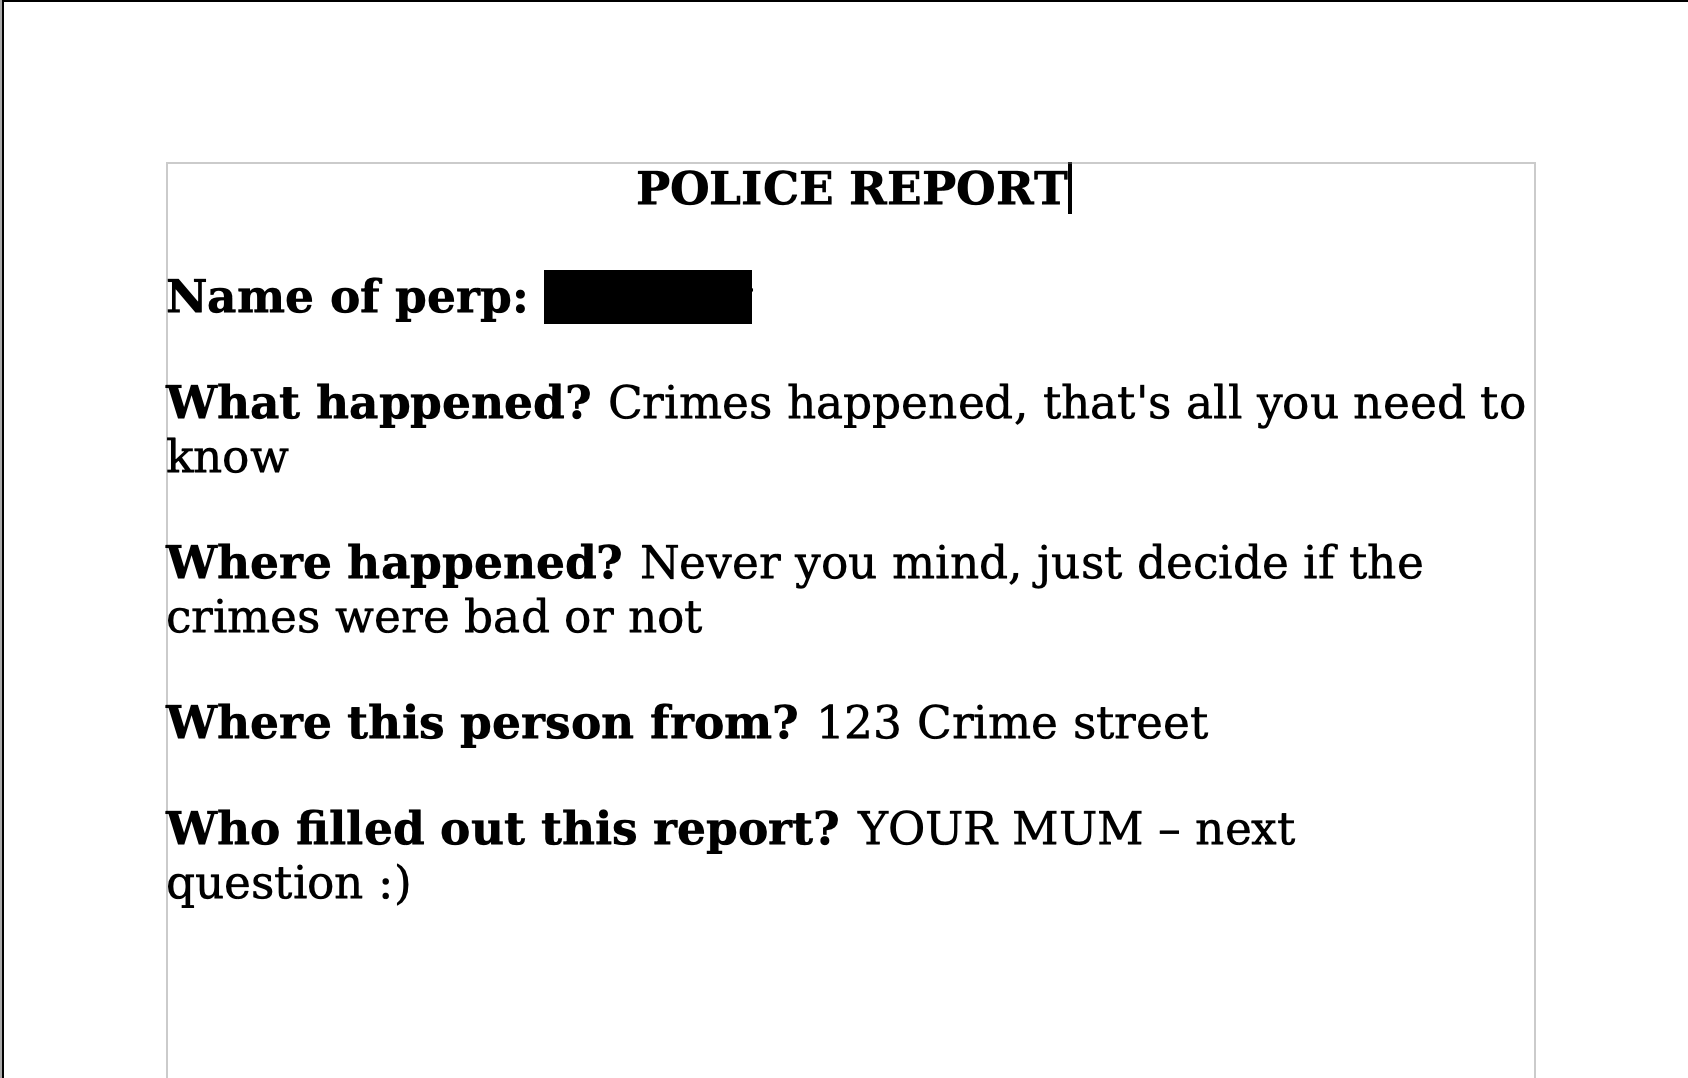 POLICE REPORT
Name of perp:
What happened? Crimes happened, that's all you need to
know
Where happened? Never you mind, just decide if the
crimes were bad or not
Where this person from? 123 Crime street
Who filled out this report? YOUR MUM – next
question :)